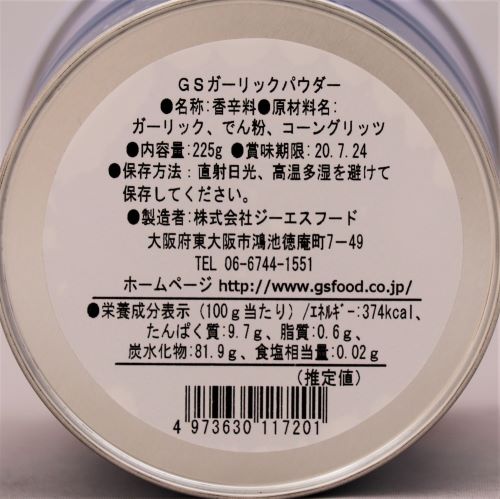 GSガーリックパウダー
●名称:香辛料●原材料名:
ガーリック、でん粉、コーングリッツ
●内容量:225g ●賞味期限:20.7.24
●保存方法：直射日光、高温多湿を避けて
保存してください。
●製造者:株式会社ジーエスフード
大阪府東大阪市鴻池徳庵町7－49
TEL 06-6744-1551
ホームページ http://www.gsfood.co.jp/
●栄養成分表示（100g当たり）/ｴﾈﾙｷﾞｰ:374kcal、
たんぱく質:9.7g、脂質:0.6g、
炭水化物:81.9g、食塩相当量:0.02g
（推定値）
4 973630 117201